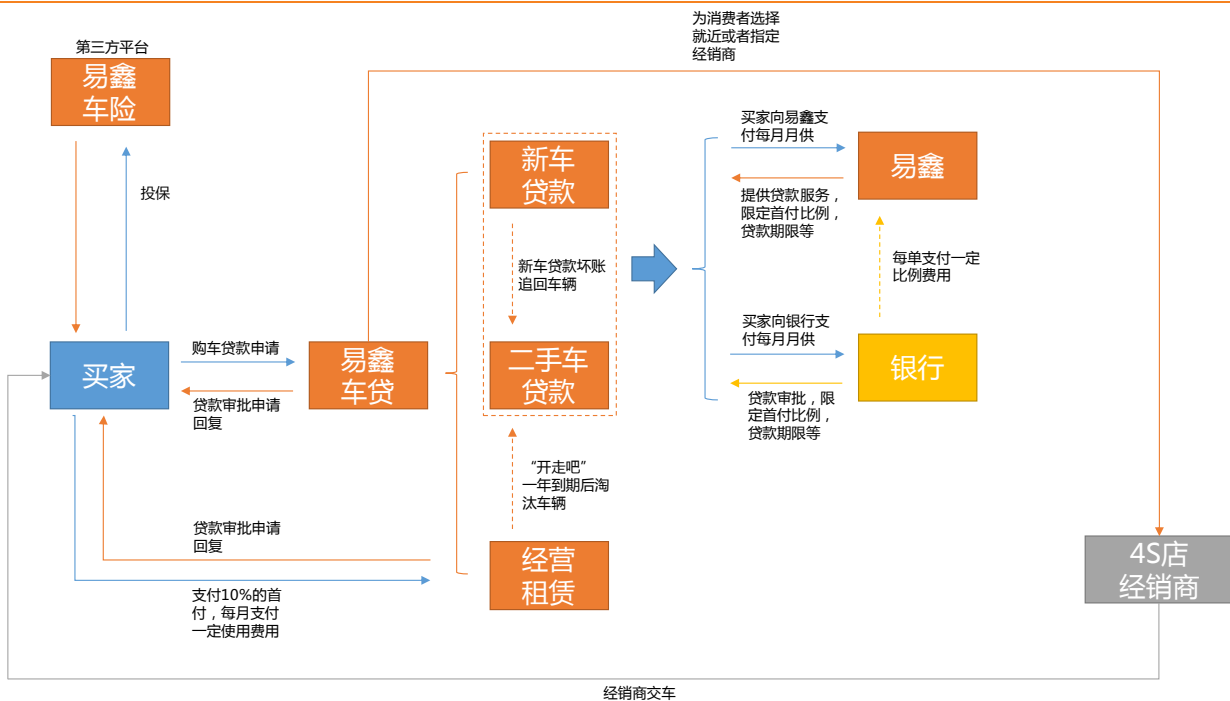 为消费者选择
就近或者指定
经销商
第三方平台
易鑫
车险
投保
买家
购车贷款申请
贷款审批申请
回复
易鑫
车贷
新车
贷款
新车贷款坏账
追回车辆
二手车
贷款
“开走吧”
一年到期后淘
汰车辆
经营
租赁
贷款审批申请
回复
支付10%的首
付，每月支付
一定使用费用
买家向易鑫支
付每月月供
提供贷款服务，
限定首付比例，
贷款期限等
易鑫
每单支付一定
比例费用
买家向银行支
付每月月供
贷款审批，限
定首付比例，
贷款期限等
银行
4S店
经销商
经销商交车